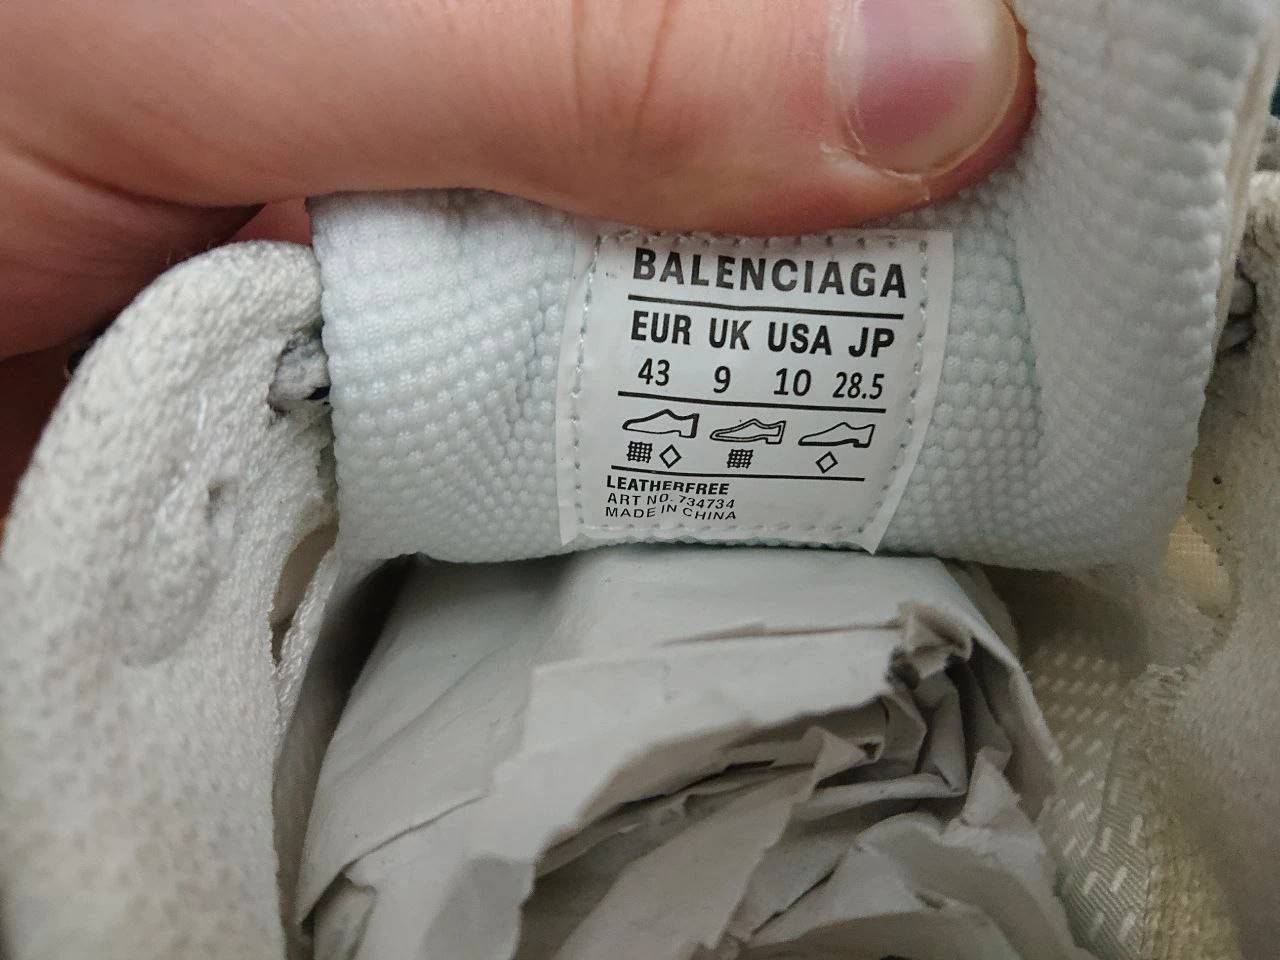 BALENCIAGA
EUR UK USA JP
43 9 10 28.5
LEATHERFREE
ART NO. 734734
MADE IN CHINA